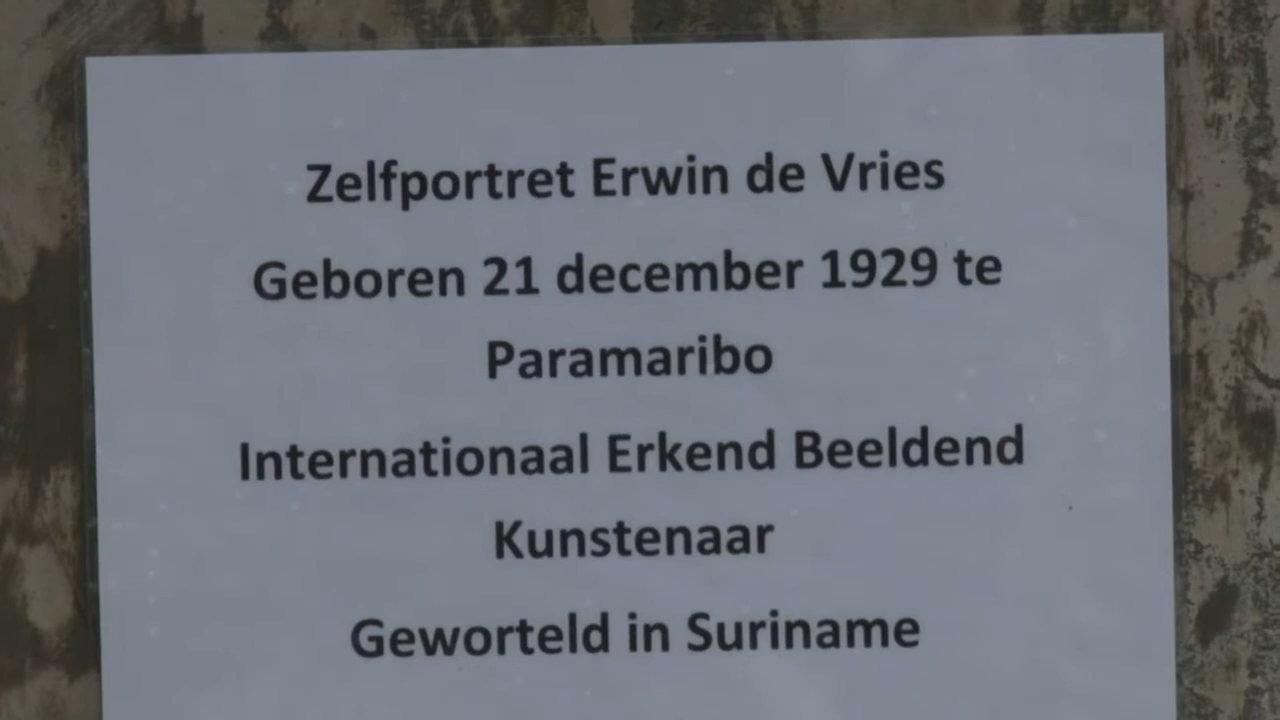 Zelfportret Erwin de Vries
Geboren 21 december 1929 te
Paramaribo
Internationaal Erkend Beeldend
Kunstenaar
Geworteld in Suriname